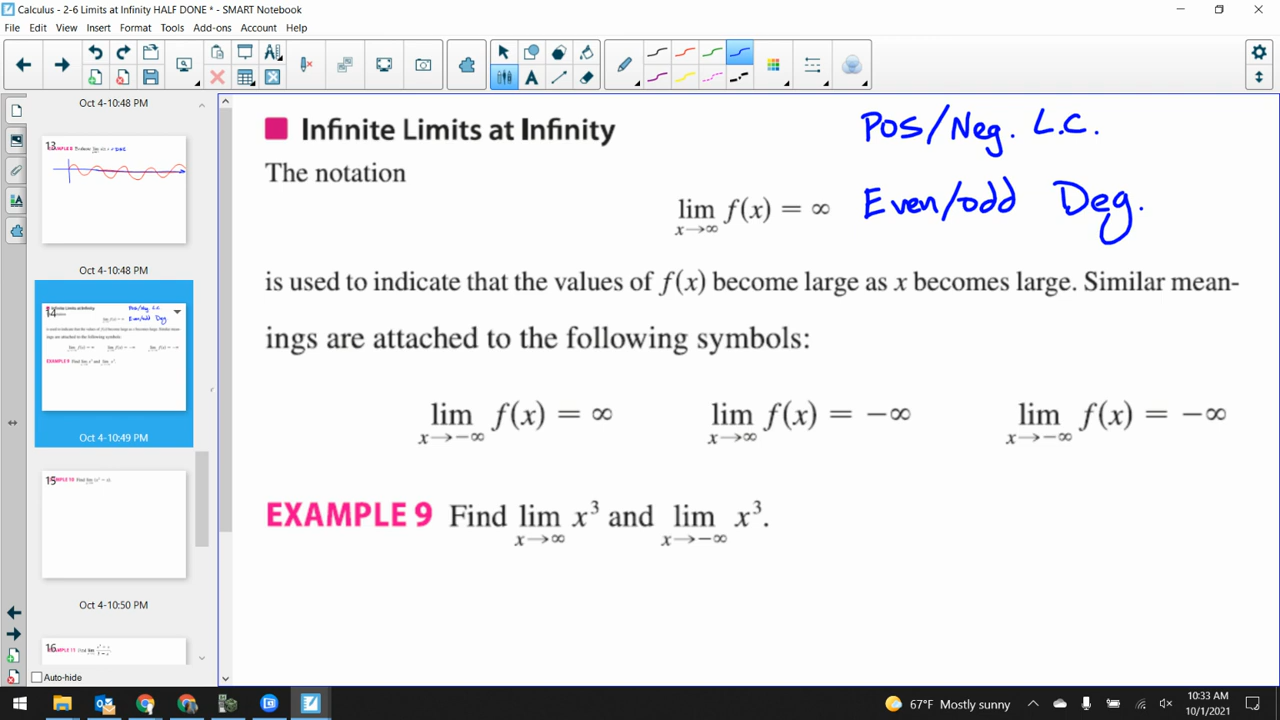 Calculus - 2-6 Limits at Infinity HALF DONE * - SMART Notebook
File Edit View Insert Format Tools Add-ons Account Help
Oct 4-10:48 PM
13
Oct 4-10:48 PM
14
Oct 4-10:49 PM
15
Oct 4-10:50 PM
16
Auto-hide
Infinite Limits at Infinity
Pos/Neg. L.C.
The notation
lim x→∞ f(x) = ∞
Even/odd Deg.
is used to indicate that the values of f(x) become large as x becomes large. Similar mean-
ings are attached to the following symbols:
lim x→−∞ f(x) = ∞ lim x→∞ f(x) = −∞ lim x→−∞ f(x) = −∞
EXAMPLE 9 Find lim x→∞ x³ and lim x→−∞ x³.
67°F Mostly sunny
10:33 AM
10/1/2021